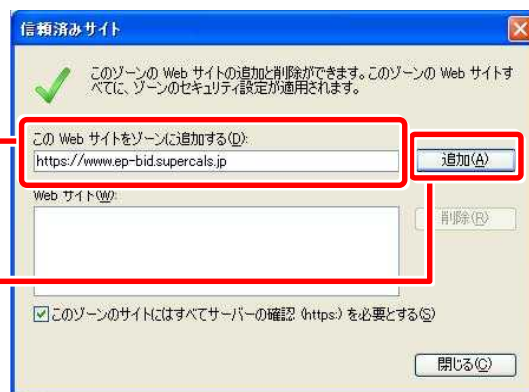 信頼済みサイト
このゾーンの Web サイトの追加と削除ができます。このゾーンの Web サイトす
べてに、ゾーンのセキュリティ設定が適用されます。
この Web サイトをゾーンに追加する(D):
https://www.ep-bid.supercals.jp
追加(A)
Web サイト(W):
削除(R)
このゾーンのサイトにはすべてサーバーの確認 (https:) を必要とする(S)
閉じる(C)